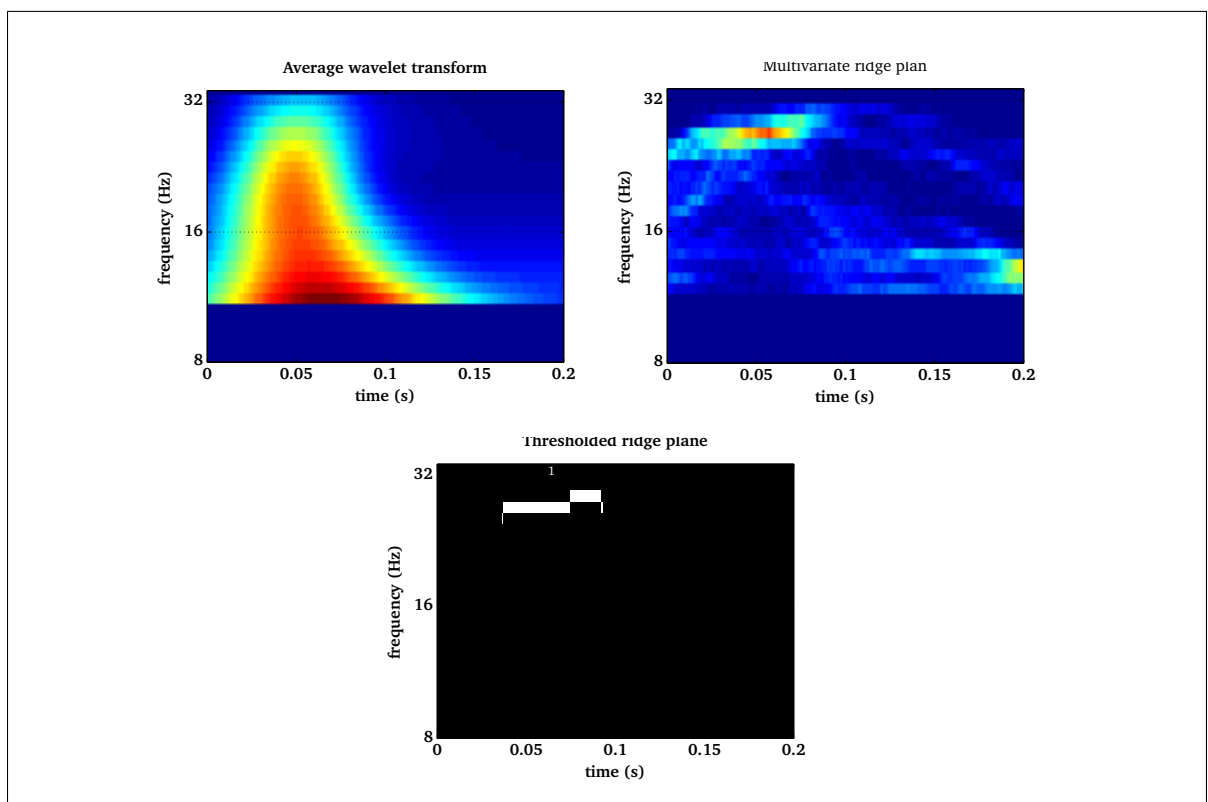 Average wavelet transform
32
16
8
frequency (Hz)
0 0.05 0.1 0.15 0.2
time (s)
Multivariate ridge plan
32
16
8
frequency (Hz)
0 0.05 0.1 0.15 0.2
time (s)
Thresholded ridge plane
1
32
16
8
frequency (Hz)
0 0.05 0.1 0.15 0.2
time (s)